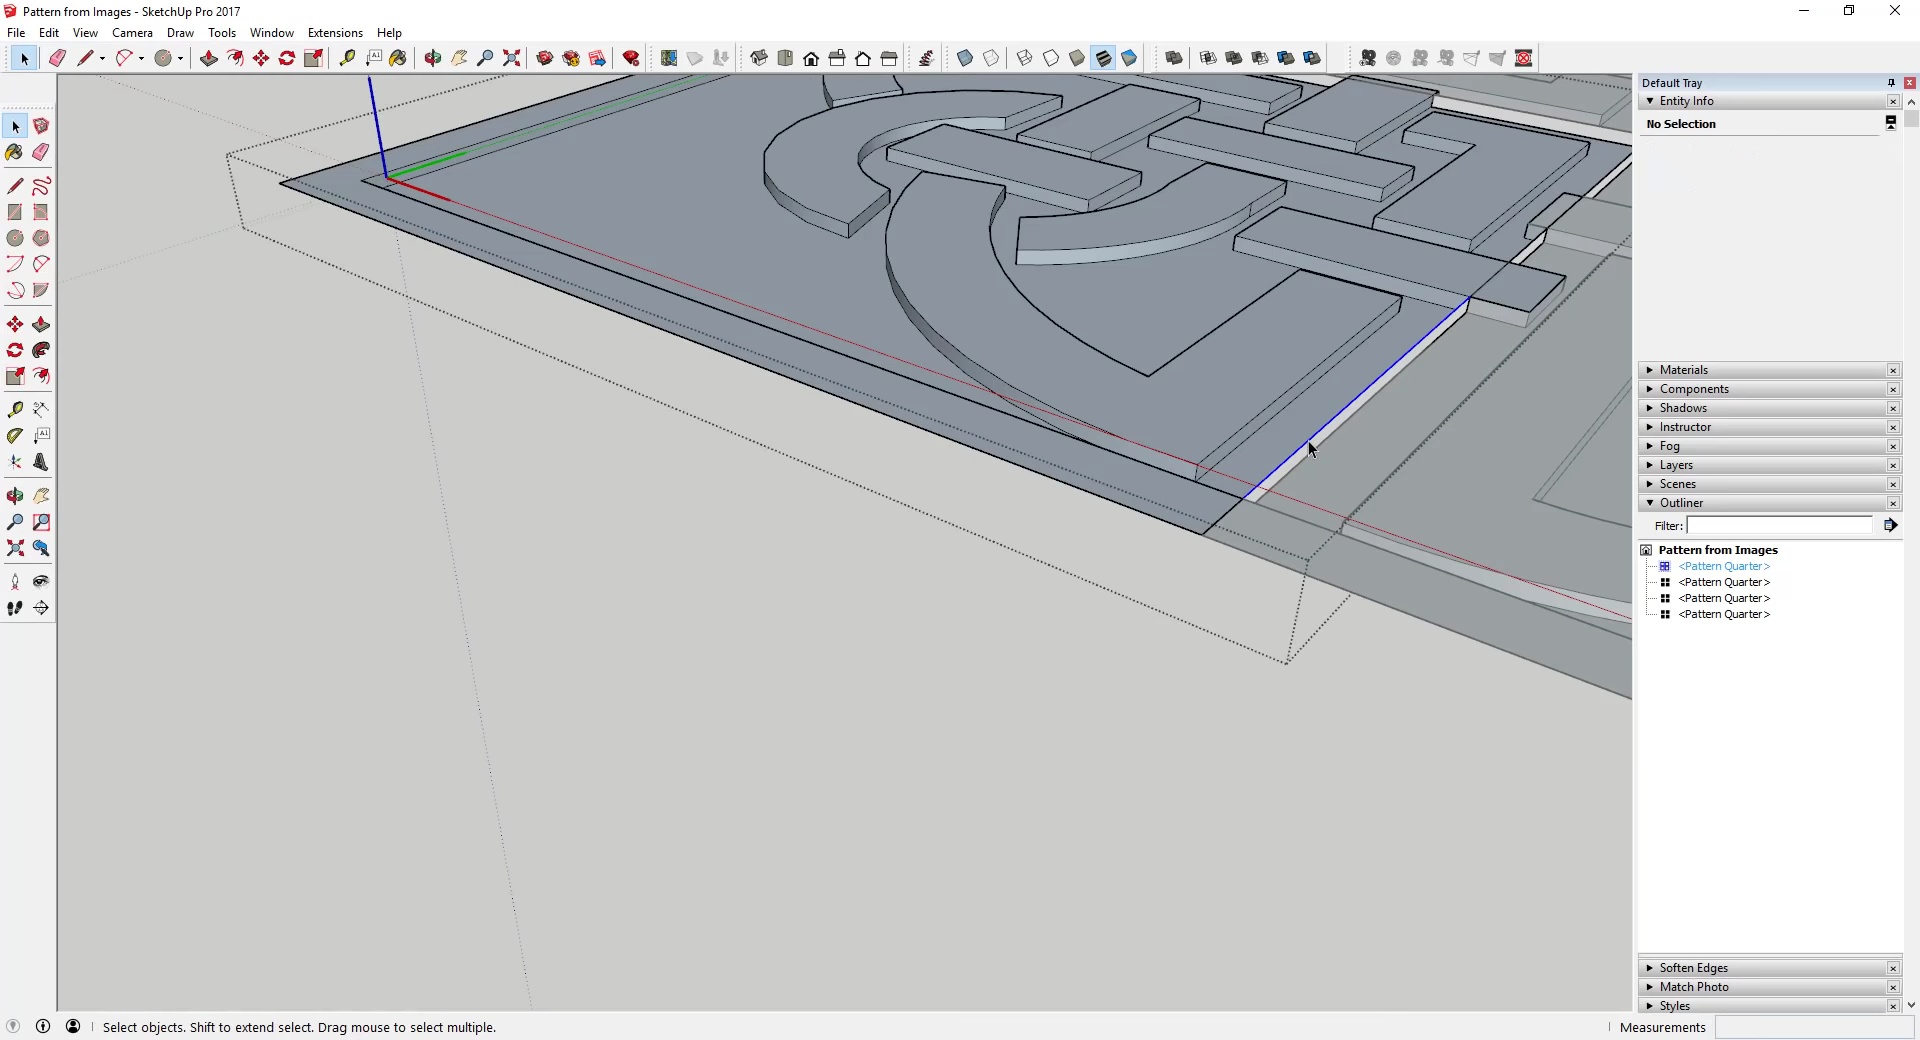 Pattern from Images - SketchUp Pro 2017
File Edit View Camera Draw Tools Window Extensions Help
Default Tray
Entity Info
No Selection
Materials
Components
Shadows
Instructor
Fog
Layers
Scenes
Outliner
Filter:
Pattern from Images
<Pattern Quarter>
<Pattern Quarter>
<Pattern Quarter>
<Pattern Quarter>
Soften Edges
Match Photo
Styles
Select objects. Shift to extend select. Drag mouse to select multiple.
Measurements